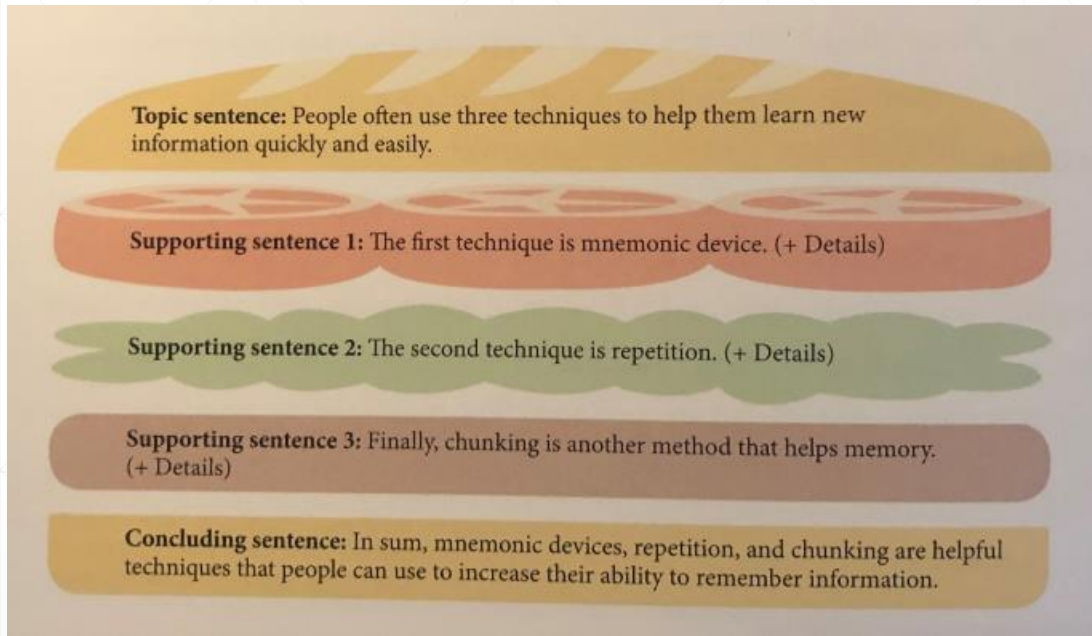 Topic sentence: People often use three techniques to help them learn new
information quickly and easily.
Supporting sentence 1: The first technique is mnemonic device. (+ Details)
Supporting sentence 2: The second technique is repetition. (+ Details)
Supporting sentence 3: Finally, chunking is another method that helps memory.
(+ Details)
Concluding sentence: In sum, mnemonic devices, repetition, and chunking are helpful
techniques that people can use to increase their ability to remember information.